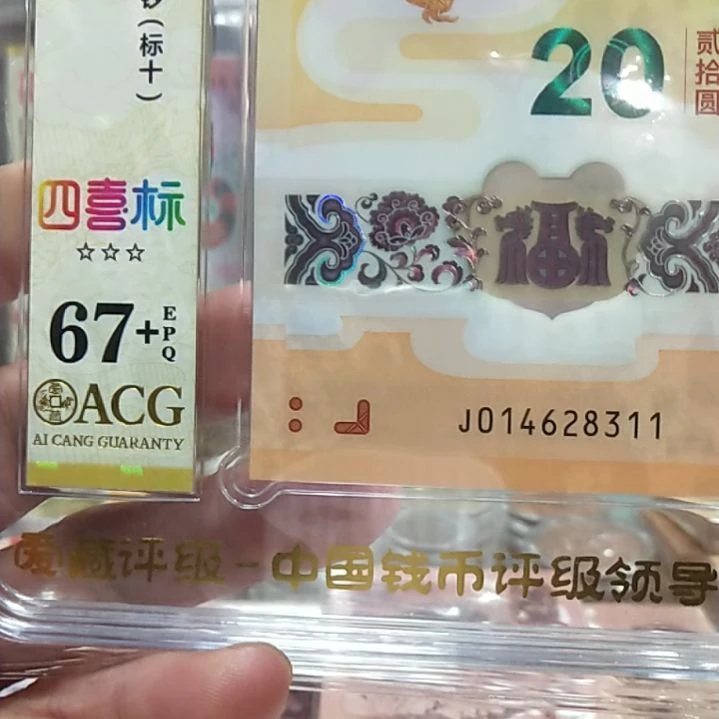 (标十)
四喜标
☆☆☆
67+EPQ
ACG
AI CANG GUARANTY
20
贰拾圆
福
J014628311
爱藏评级-中国钱币评级领导